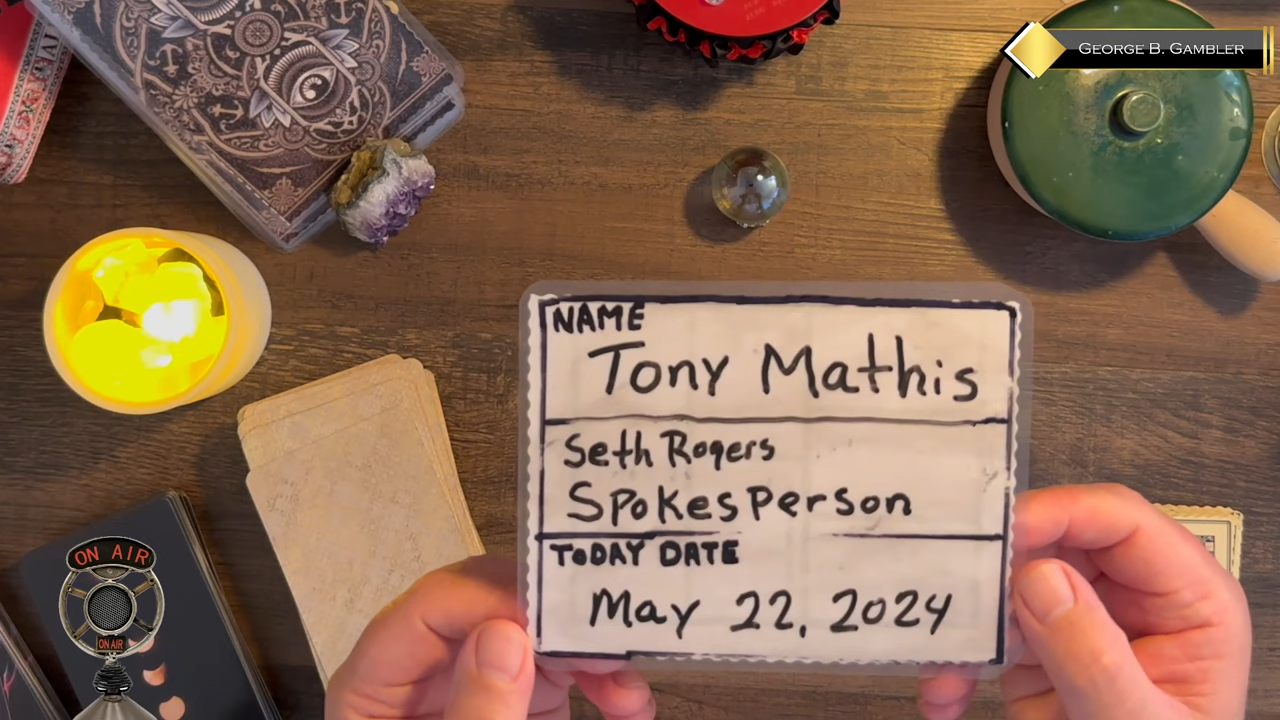 GEORGE B. GAMBLER
NAME
Tony Mathis
Seth Rogers
SpokesPerson
TODAY DATE
May 22, 2024
ON AIR
ON AIR